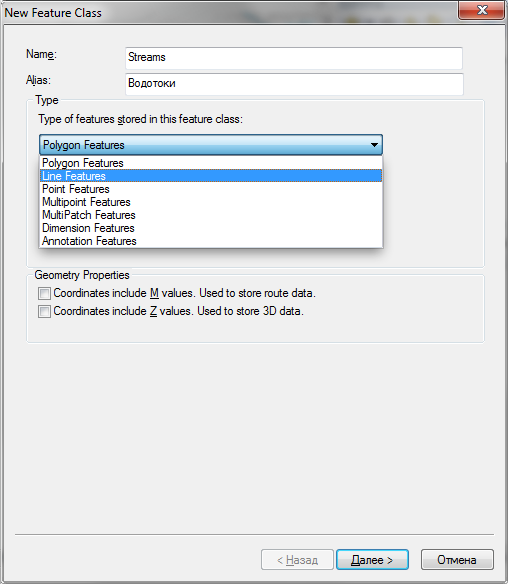 New Feature Class
Name:
Streams
Alias:
Водотоки
Type
Type of features stored in this feature class:
Polygon Features
Polygon Features
Line Features
Point Features
Multipoint Features
MultiPatch Features
Dimension Features
Annotation Features
Geometry Properties
Coordinates include M values. Used to store route data.
Coordinates include Z values. Used to store 3D data.
< Назад
Далее >
Отмена